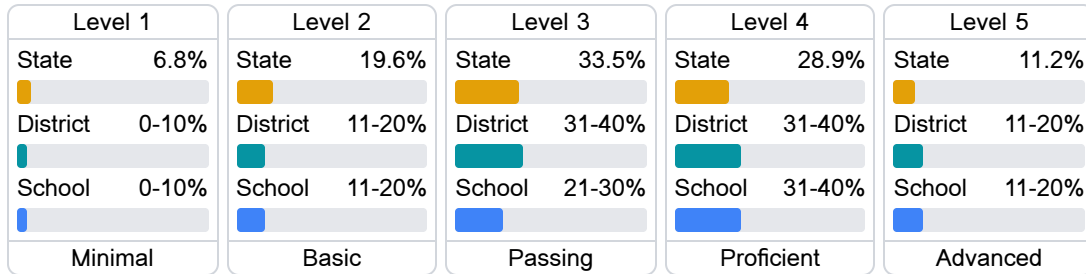 Level 1
State 6.8%
District 0-10%
School 0-10%
Minimal
Level 2
State 19.6%
District 11-20%
School 11-20%
Basic
Level 3
State 33.5%
District 31-40%
School 21-30%
Passing
Level 4
State 28.9%
District 31-40%
School 31-40%
Proficient
Level 5
State 11.2%
District 11-20%
School 11-20%
Advanced